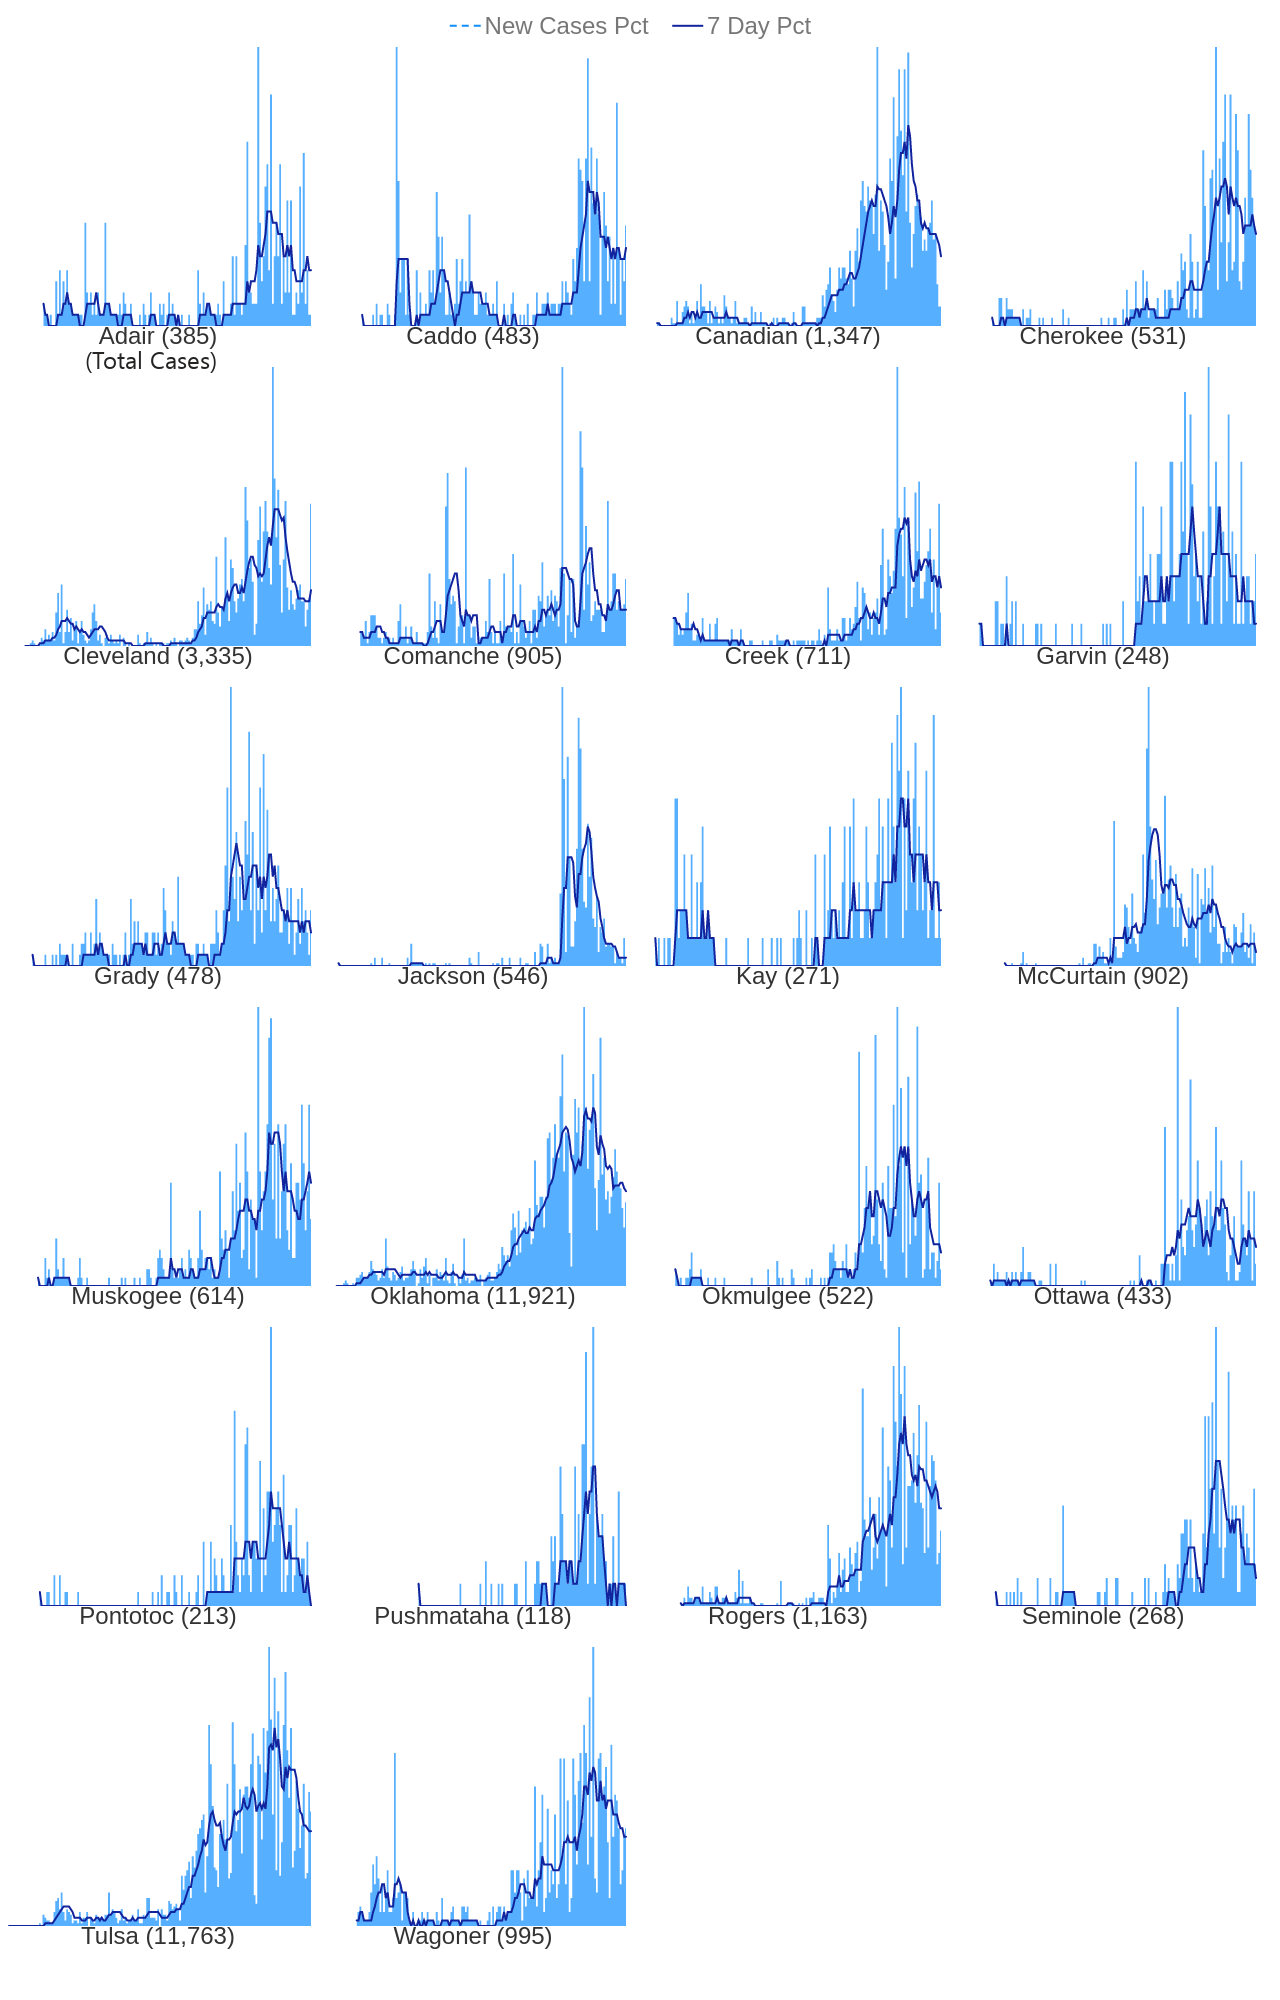 New Cases Pct 7 Day Pct
Adair (385) Caddo (483) Canadian (1,347) Cherokee (531)
(Total Cases)
Cleveland (3,335) Comanche (905) Creek (711) Garvin (248)
Grady (478) Jackson (546) Kay (271) McCurtain (902)
Muskogee (614) Oklahoma (11,921) Okmulgee (522) Ottawa (433)
Pontotoc (213) Pushmataha (118) Rogers (1,163) Seminole (268)
Tulsa (11,763) Wagoner (995)